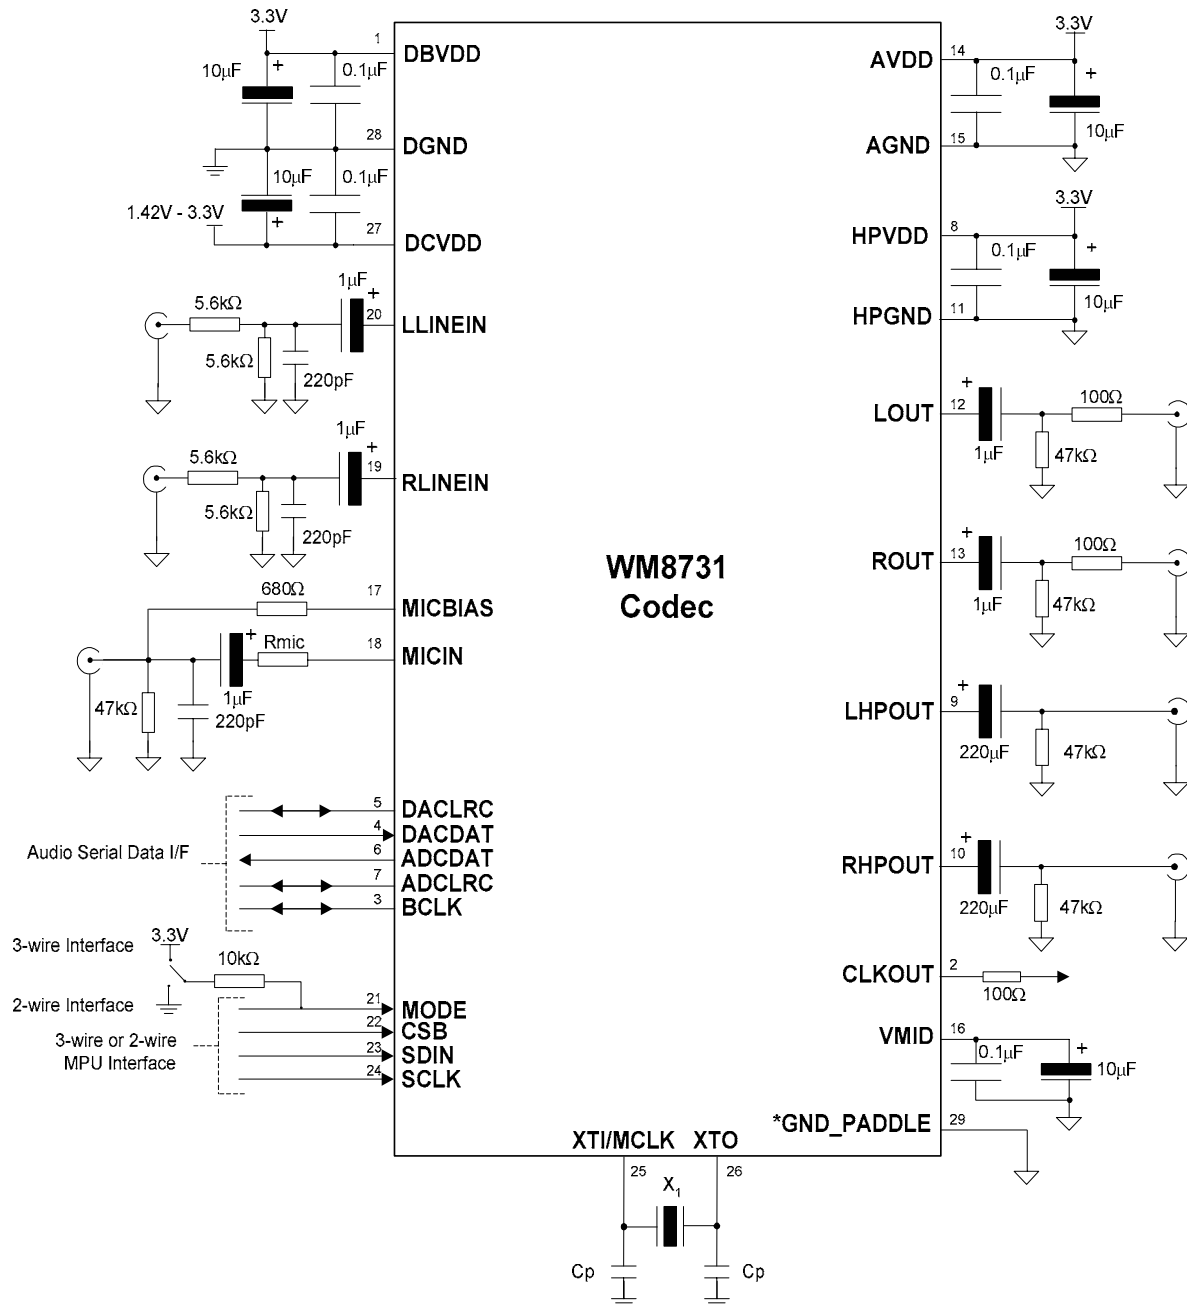 3.3V
1
DBVDD
10µF
+
0.1µF
28
DGND
10µF
0.1µF
1.42V - 3.3V
+
27
DCVDD
1µF
+
5.6kΩ
20
LLINEIN
5.6kΩ
220pF
1µF
+
5.6kΩ
19
RLINEIN
5.6kΩ
220pF
680Ω
17
MICBIAS
+
Rmic
18
MICIN
47kΩ
1µF
220pF
5
DACLRC
4
DACDAT
Audio Serial Data I/F
6
ADCDAT
7
ADCLRC
3
BCLK
3.3V
3-wire Interface
10kΩ
2-wire Interface
21
MODE
22
CSB
3-wire or 2-wire
MPU Interface
23
SDIN
24
SCLK
WM8731
Codec
3.3V
AVDD
14
0.1µF
+
10µF
AGND
15
3.3V
HPVDD
8
0.1µF
+
10µF
HPGND
11
LOUT
+
12
100Ω
1µF
47kΩ
ROUT
+
13
100Ω
1µF
47kΩ
LHPOUT
+
9
220µF
47kΩ
RHPOUT
+
10
220µF
47kΩ
CLKOUT
2
100Ω
VMID
16
0.1µF
+
10µF
*GND_PADDLE
29
XTI/MCLK
XTO
25
26
X1
Cp
Cp